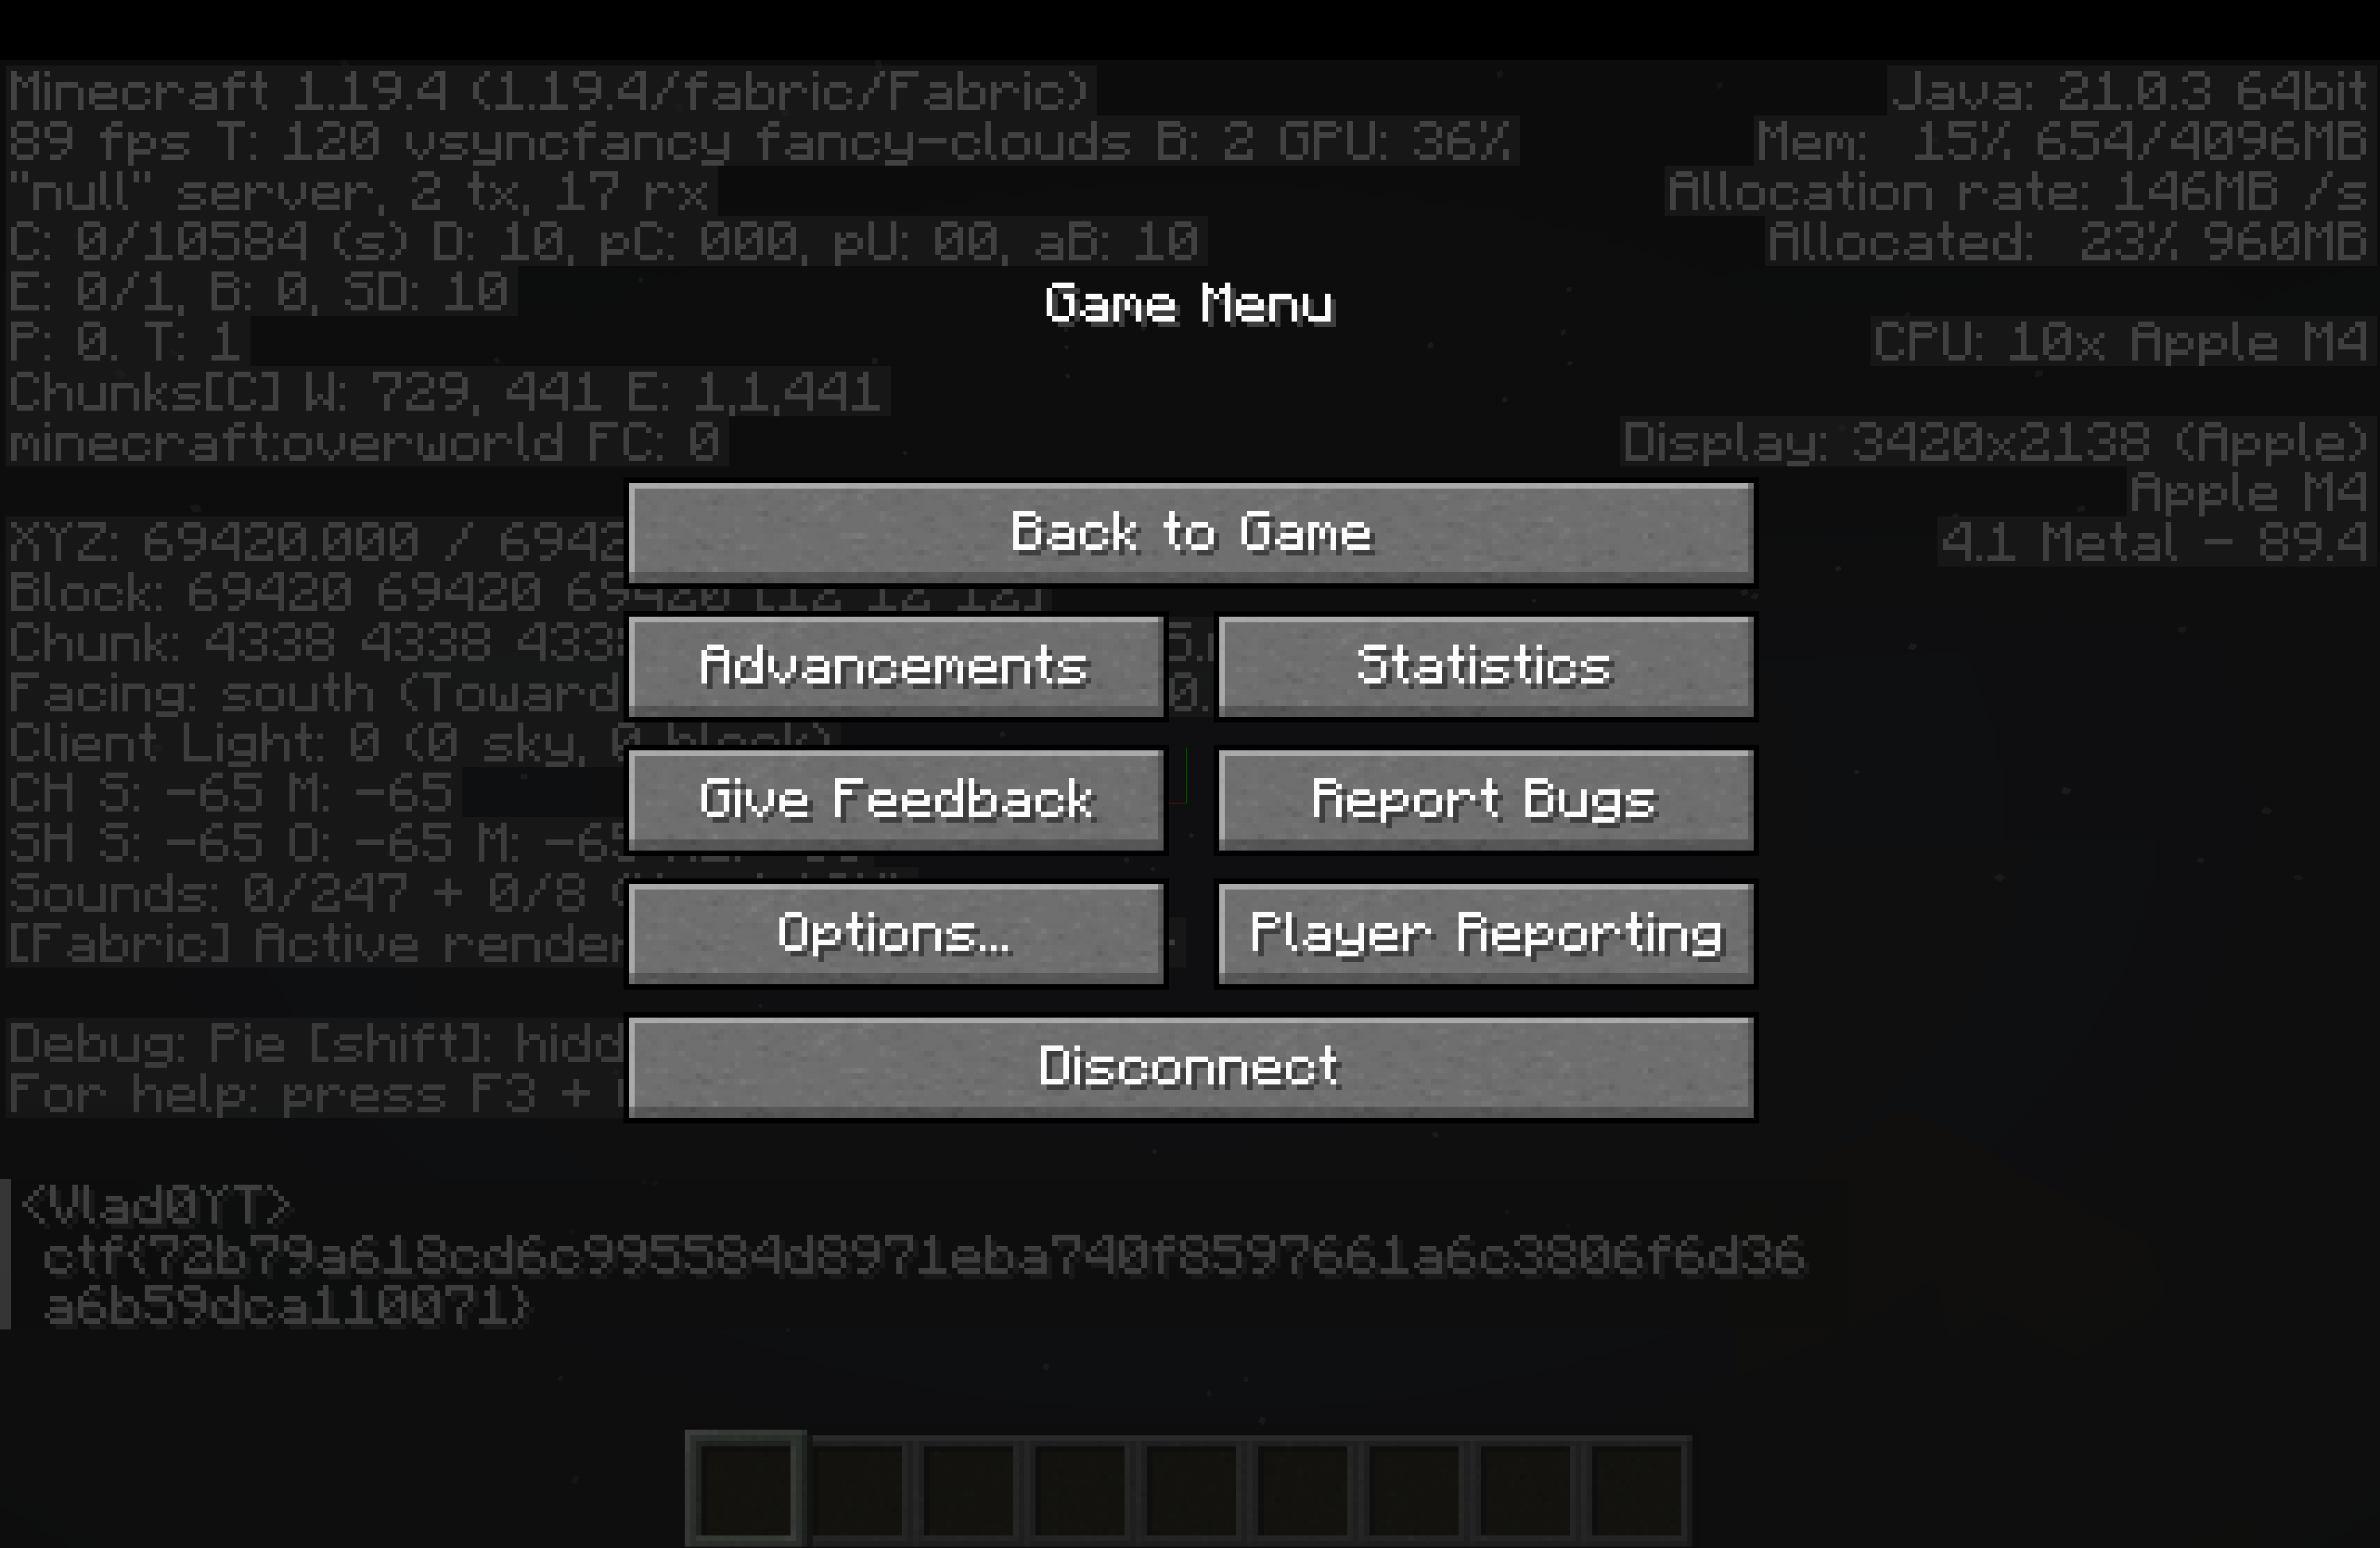 Minecraft 1.19.4 (1.19.4/fabric/Fabric)
89 fps T: 120 vsyncfancy fancy-clouds B: 2 GPU: 36%
"null" server, 2 tx, 17 rx
C: 0/10584 (s) D: 10, pC: 000, pU: 00, aB: 10
E: 0/1, B: 0, SD: 10
P: 0. T: 1
Chunks[C] W: 729, 441 E: 1,1,441
minecraft:overworld FC: 0
XYZ: 69420.000 /
Block: 69420 69420 69420 [12 12 12]
Chunk: 4338 4338
Facing: south
Client Light: 0 (0 sky, 0 block)
CH S: -65 M: -65
SH S: -65 O: -65 M:
Sounds: 0/247 + 0/8
[Fabric] Active
Debug: Pie [shift]:
For help: press F3 +
Java: 21.0.3 64bit
Mem: 15% 654/4096MB
Allocation rate: 146MB /s
Allocated: 23% 960MB
CPU: 10x Apple M4
Display: 3420x2138 (Apple)
Apple M4
4.1 Metal - 89.4
Game Menu
Back to Game
Advancements
Statistics
Give Feedback
Report Bugs
Options...
Player Reporting
Disconnect
<Vlad0YT>
ctf{72b79a618cd6c995584d8971eba740f8597661a6c3806f6d36
a6b59dca110071}